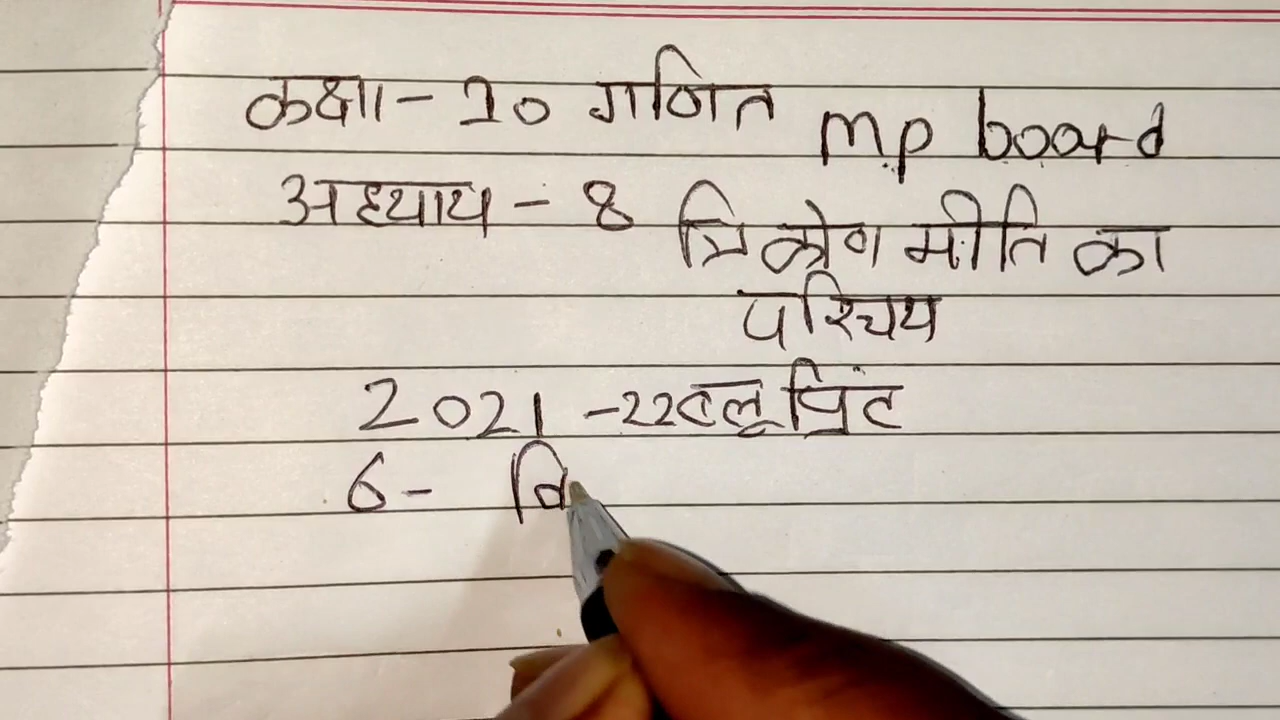 कक्षा - 10 गणित mp board
अध्याय - 8 त्रिकोणमीति का
परिचय
2021 -22 ब्लू प्रिंट
6 - वि